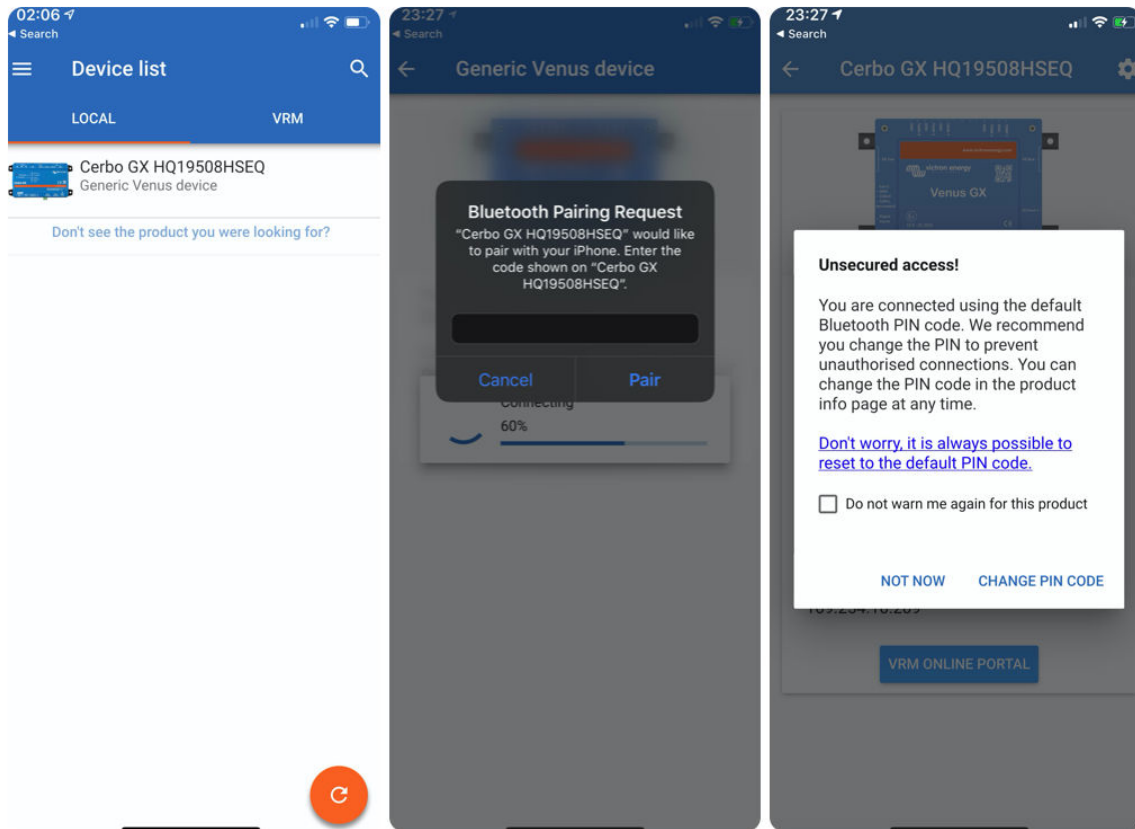 02:06
◄ Search
Device list
LOCAL
VRM
Cerbo GX HQ19508HSEQ
Generic Venus device
Don't see the product you were looking for?
23:27
◄ Search
Generic Venus device
Bluetooth Pairing Request
"Cerbo GX HQ19508HSEQ" would like
to pair with your iPhone. Enter the
code shown on "Cerbo GX
HQ19508HSEQ".
Cancel
Pair
Connecting
60%
23:27
◄ Search
Cerbo GX HQ19508HSEQ
victron energy
Venus GX
Unsecured access!
You are connected using the default
Bluetooth PIN code. We recommend
you change the PIN to prevent
unauthorised connections. You can
change the PIN code in the product
info page at any time.
Don't worry, it is always possible to
reset to the default PIN code.
Do not warn me again for this product
NOT NOW
CHANGE PIN CODE
VRM ONLINE PORTAL